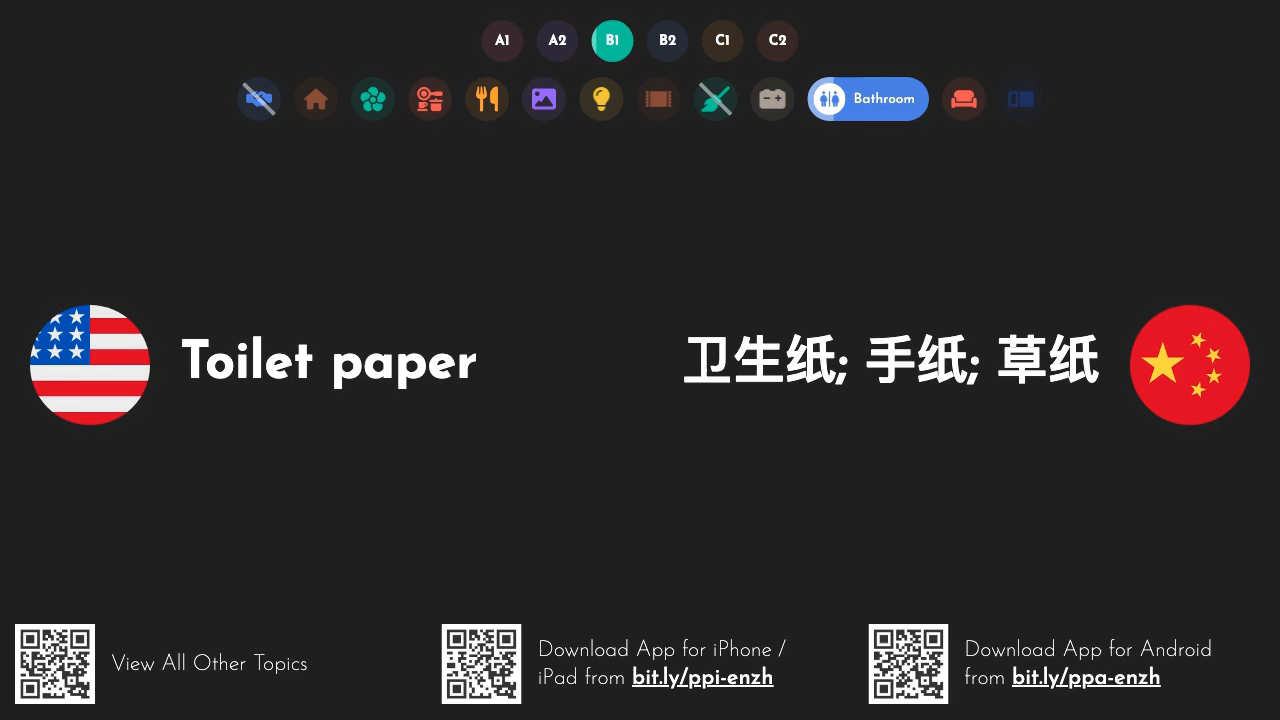 A1 A2 B1 B2 C1 C2
Bathroom
Toilet paper
卫生纸; 手纸; 草纸
View All Other Topics
Download App for iPhone /
iPad from bit.ly/ppi-enzh
Download App for Android
from bit.ly/ppa-enzh